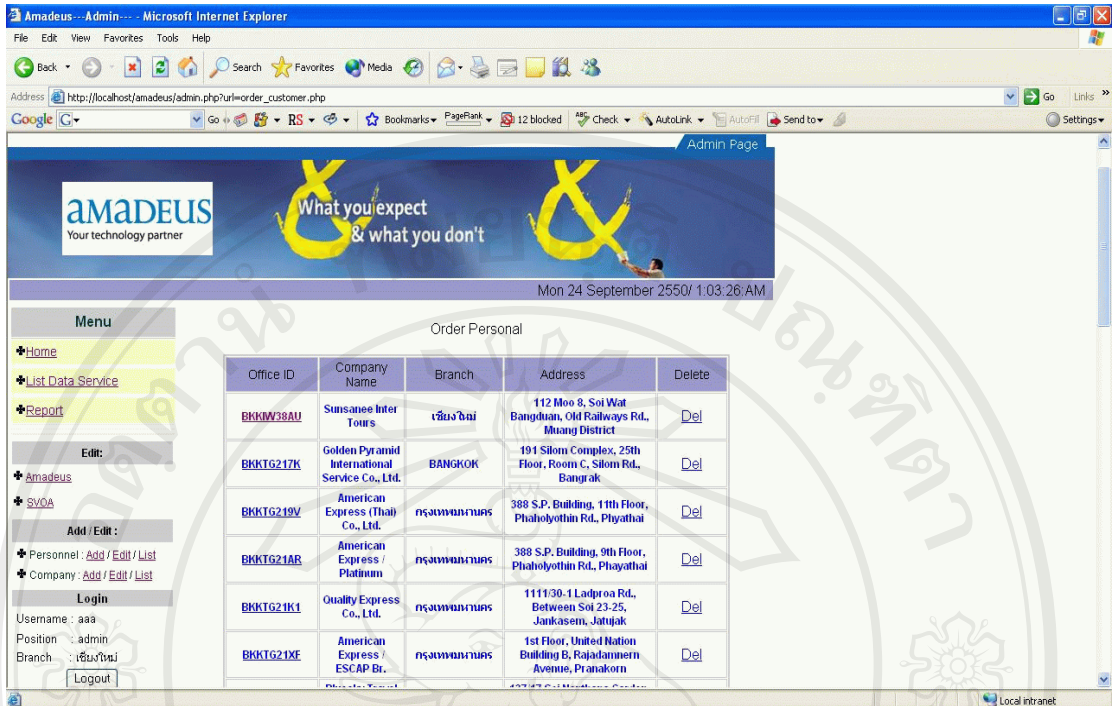 Amadeus---Admin--- - Microsoft Internet Explorer
File Edit View Favorites Tools Help
Back Search Favorites Media
Address http://localhost/amadeus/admin.php?url=order_customer.php Go Links »
Google G Go RS Bookmarks PageRank 12 blocked ABC Check AutoLink AutoFill Send to Settings
Admin Page
aMaDEUS
Your technology partner
What you expect
& what you don't
&
&
Mon 24 September 2550/ 1:03:26:AM
Menu
Home
List Data Service
Report
Edit:
Amadeus
SVOA
Add / Edit :
Personnel : Add / Edit / List
Company : Add / Edit / List
Login
Username : aaa
Position : admin
Branch : เชียงใหม่
Logout
Order Personal
Office ID Company Name Branch Address Delete
BKKIW38AU Sunsanee Inter Tours เชียงใหม่ 112 Moo 8, Soi Wat Bangduan, Old Railways Rd., Muang District Del
BKKTG217K Golden Pyramid International Service Co., Ltd. BANGKOK 191 Silom Complex, 25th Floor, Room C, Silom Rd., Bangrak Del
BKKTG219V American Express (Thai) Co., Ltd. กรุงเทพมหานคร 388 S.P. Building, 11th Floor, Phaholyothin Rd., Phyathai Del
BKKTG21AR American Express / Platinum กรุงเทพมหานคร 388 S.P. Building, 9th Floor, Phaholyothin Rd., Phayathai Del
BKKTG21K1 Quality Express Co., Ltd. กรุงเทพมหานคร 1111/30-1 Ladproa Rd., Between Soi 23-25, Jankasem, Jatujak Del
BKKTG21XF American Express / ESCAP Br. กรุงเทพมหานคร 1st Floor, United Nation Building B, Rajadamnern Avenue, Pranakorn Del
Local intranet